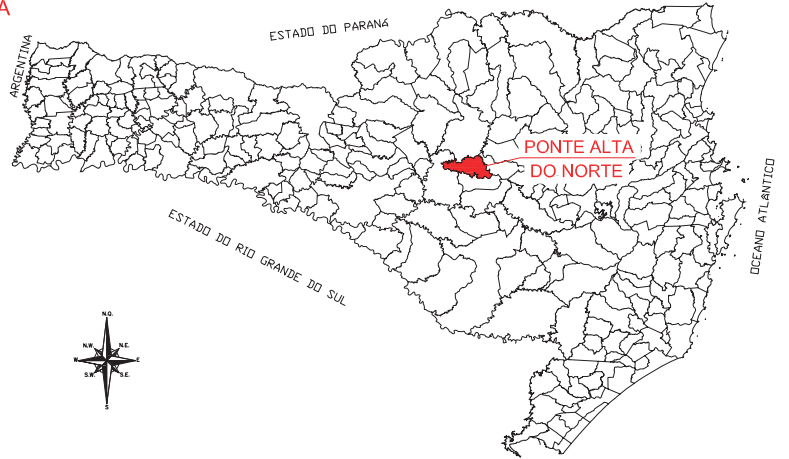 A
ESTADO DO PARANÁ
ARGENTINA
PONTE ALTA
DO NORTE
OCEANO ATLÂNTICO
ESTADO DO RIO GRANDE DO SUL
N.Q.
N.W. N.E.
W E
S.W. S.E.
S